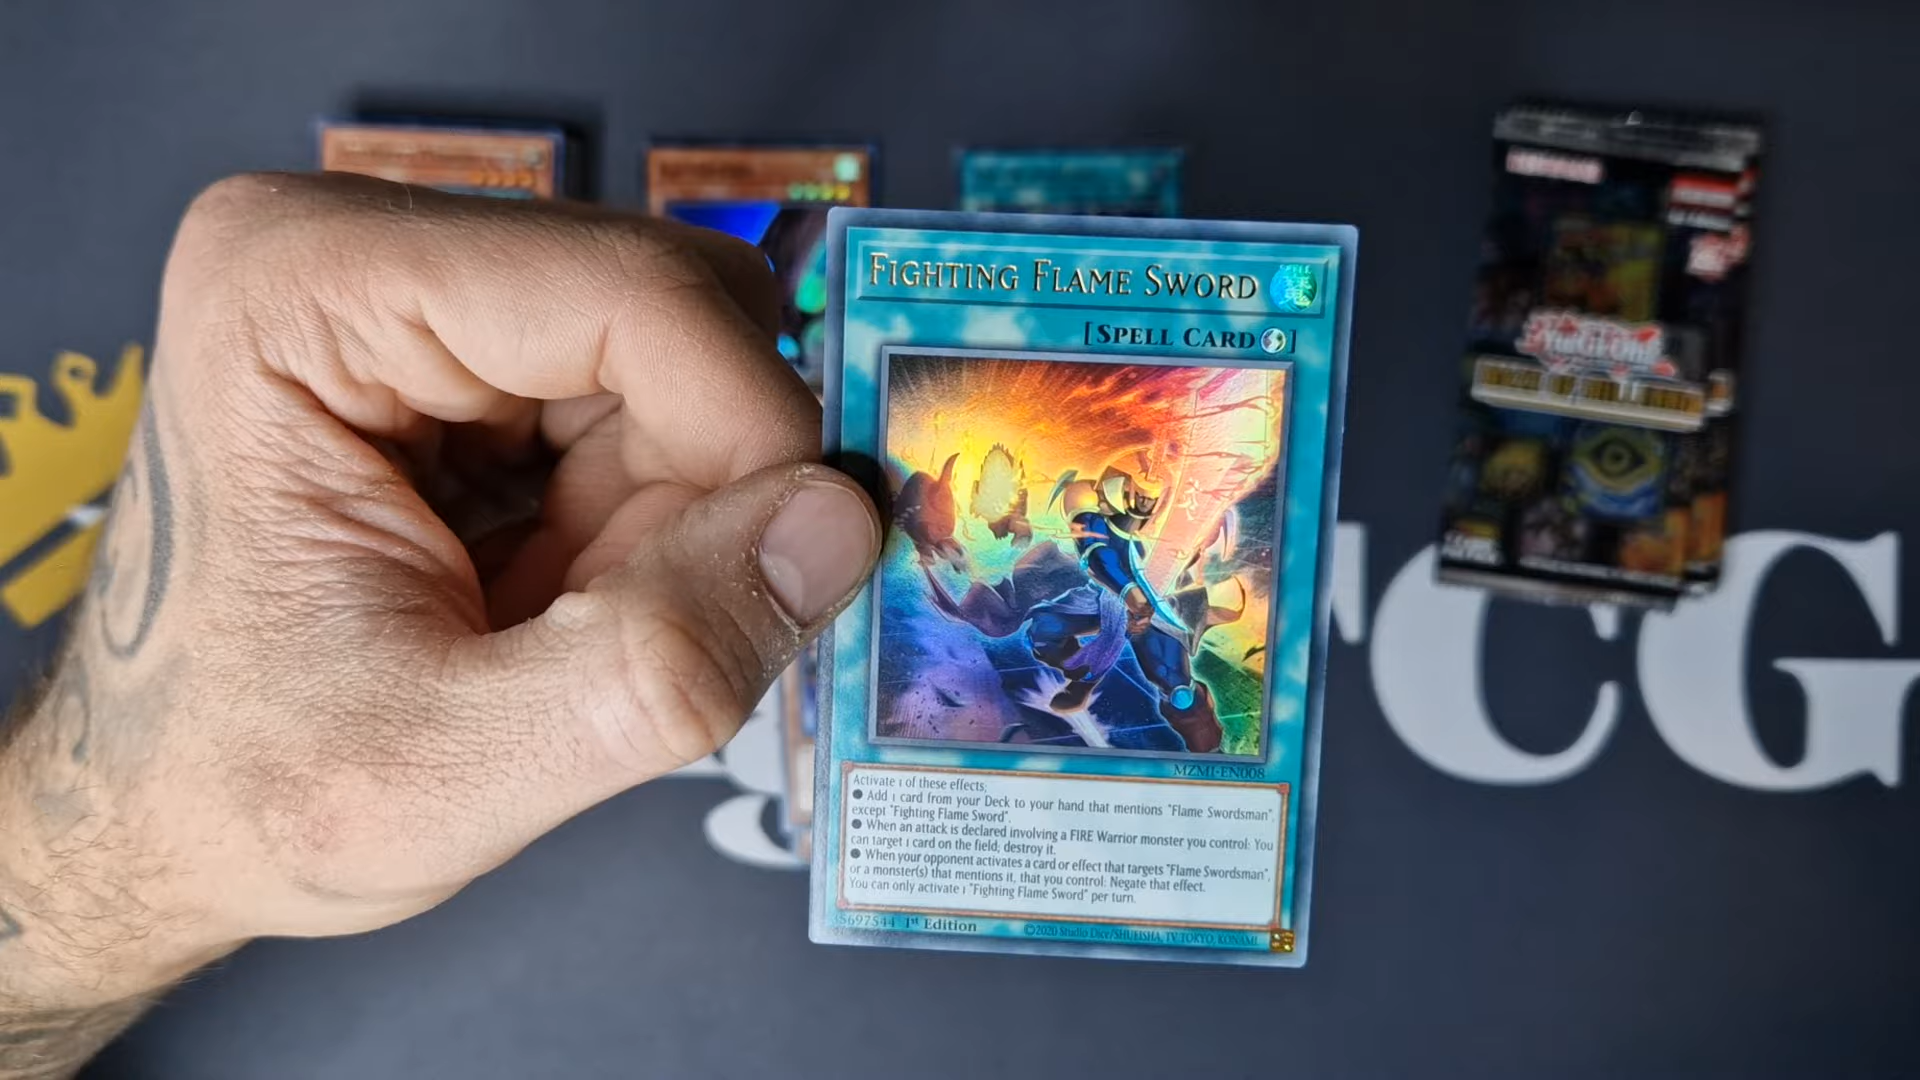 FIGHTING FLAME SWORD
[SPELL CARD]
MZMI-EN008
Activate 1 of these effects;
● Add 1 card from your Deck to your hand that mentions "Flame Swordsman",
except "Fighting Flame Sword".
● When an attack is declared involving a FIRE Warrior monster you control: You
can target 1 card on the field; destroy it.
● When your opponent activates a card or effect that targets "Flame Swordsman",
or a monster(s) that mentions it, that you control: Negate that effect.
You can only activate 1 "Fighting Flame Sword" per turn.
1st Edition
©2020 Studio Dice/SHUEISHA, TV TOKYO, KONAMI
Yu-Gi-Oh!
CG